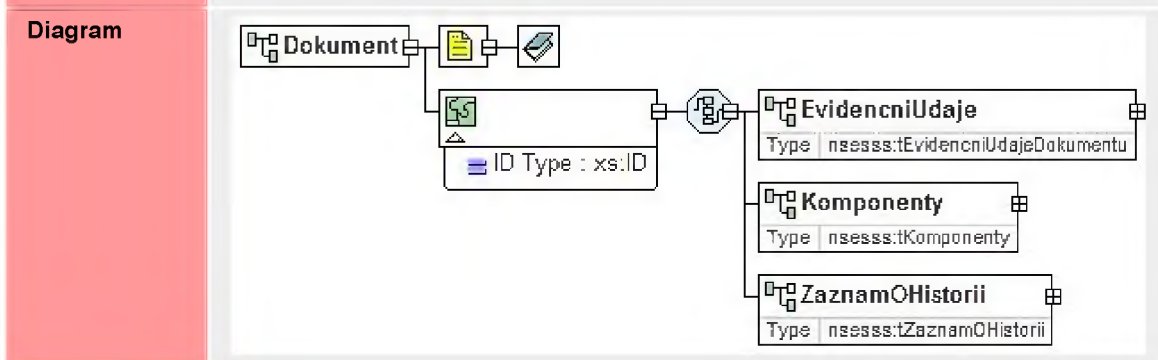 Diagram
Dokument
ID Type : xs:ID
EvidencniUdaje
Type nsesss:tEvidencniUdajeDokumentu
Komponenty
Type nsesss:tKomponenty
ZaznamOHistorii
Type nsesss:tZaznamOHistorii